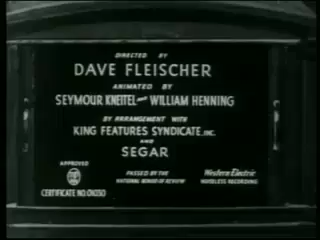 DIRECTED BY
DAVE FLEISCHER
ANIMATED BY
SEYMOUR KNEITEL AND WILLIAM HENNING
BY ARRANGEMENT WITH
KING FEATURES SYNDICATE, INC.
AND
SEGAR
APPROVED
PASSED BY THE
NATIONAL BOARD OF REVIEW
Western Electric
NOISELESS RECORDING
CERTIFICATE NO. 01030